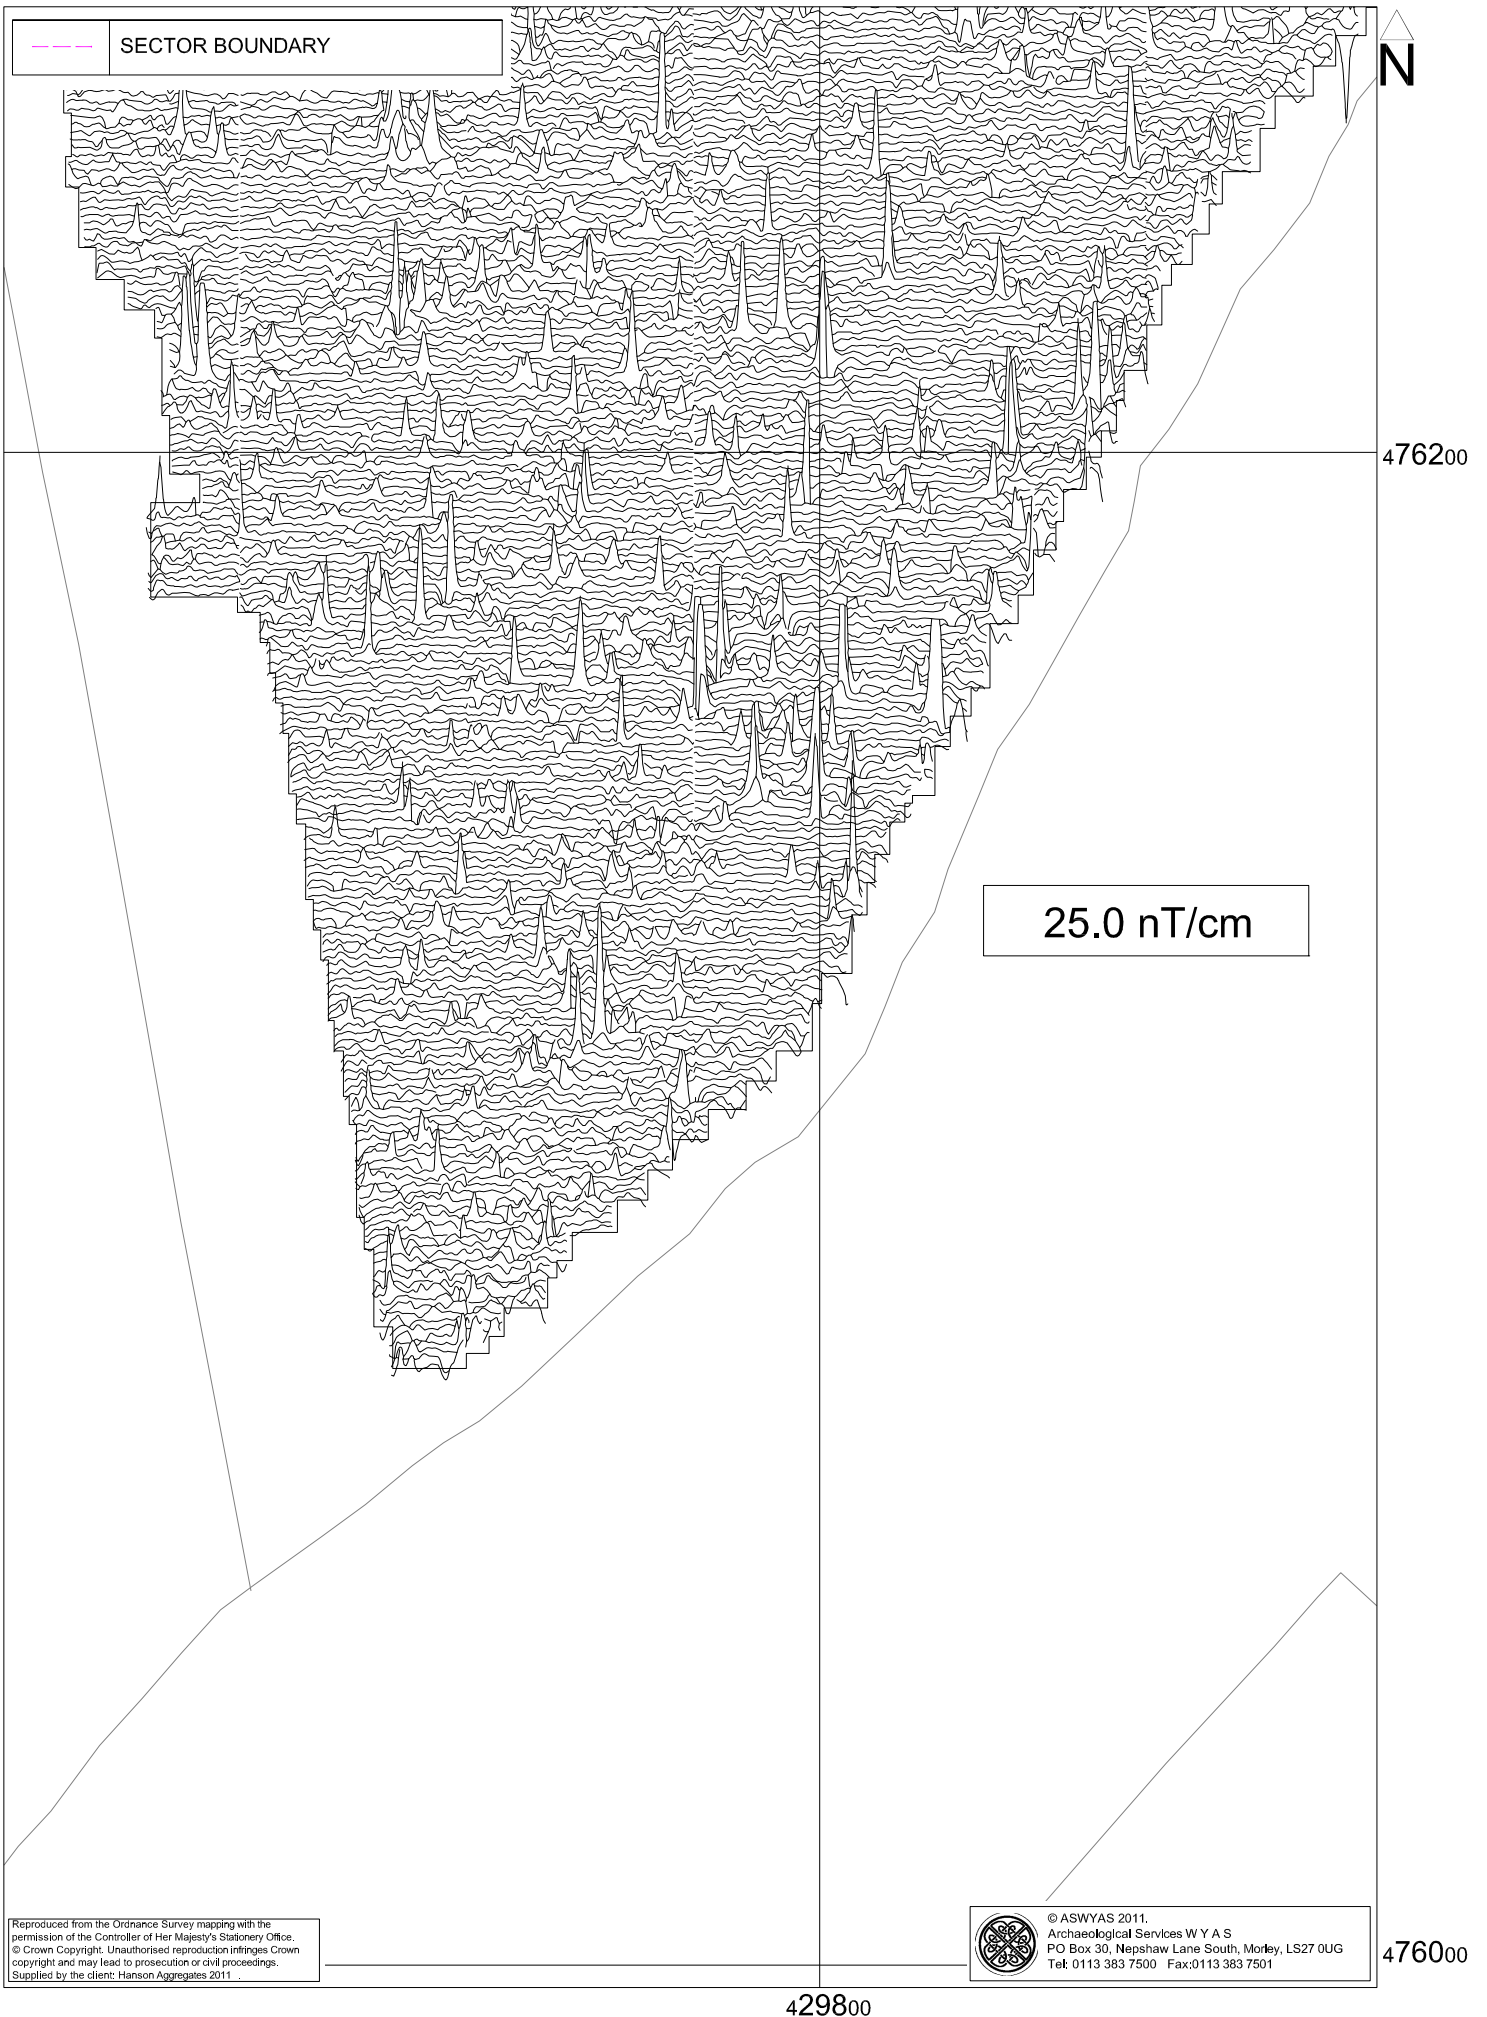 SECTOR BOUNDARY
N
476200
25.0 nT/cm
Reproduced from the Ordnance Survey mapping with the
permission of the Controller of Her Majesty's Stationery Office.
© Crown Copyright. Unauthorised reproduction infringes Crown
copyright and may lead to prosecution or civil proceedings.
Supplied by the client: Hanson Aggregates 2011 .
© ASWYAS 2011.
Archaeological Services W Y A S
PO Box 30, Nepshaw Lane South, Morley, LS27 0UG
Tel: 0113 383 7500 Fax:0113 383 7501
476000
429800